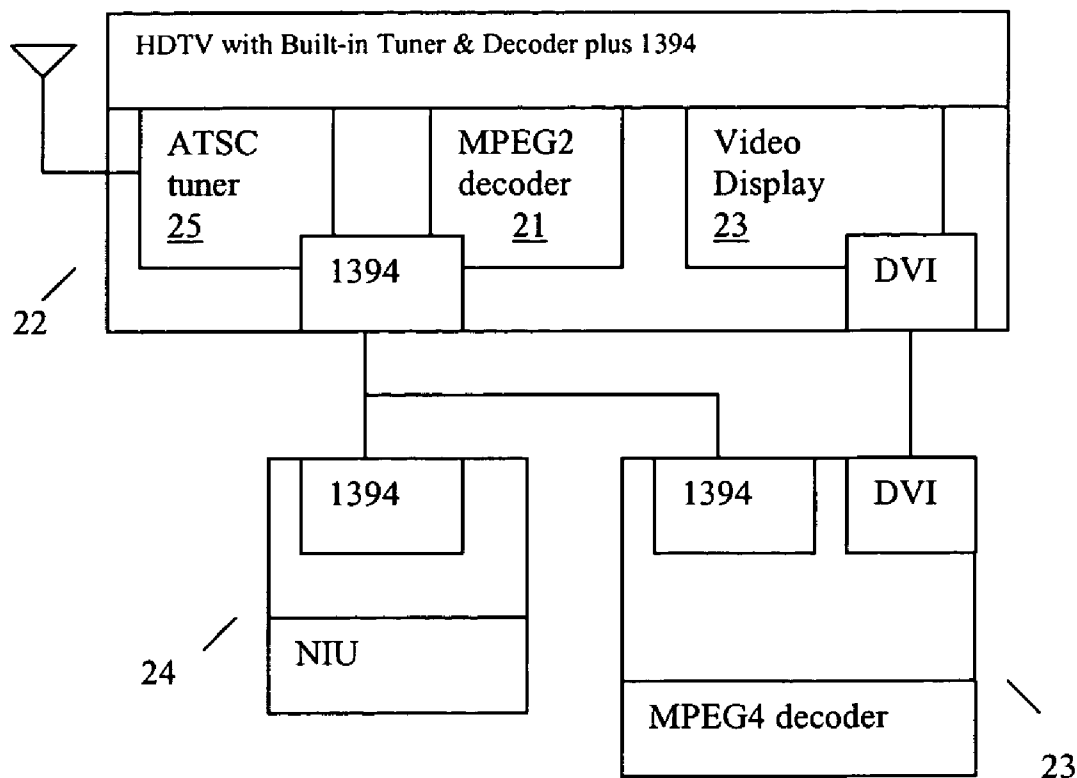 HDTV with Built-in Tuner & Decoder plus 1394
ATSC
tuner
25
MPEG2
decoder
21
Video
Display
23
1394
DVI
22
1394
1394
DVI
24
NIU
MPEG4 decoder
23